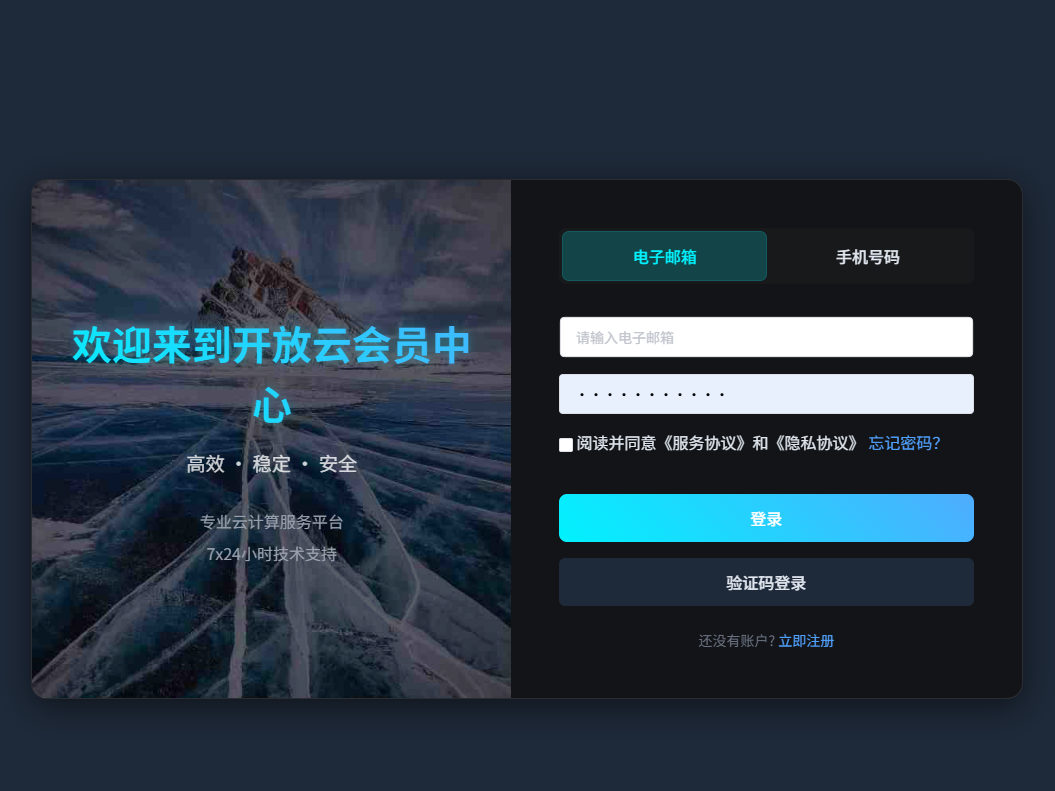 欢迎来到开放云会员中
心
高效 · 稳定 · 安全
专业云计算服务平台
7x24小时技术支持
电子邮箱
手机号码
请输入电子邮箱
···········
阅读并同意《服务协议》和《隐私协议》 忘记密码?
登录
验证码登录
还没有账户? 立即注册